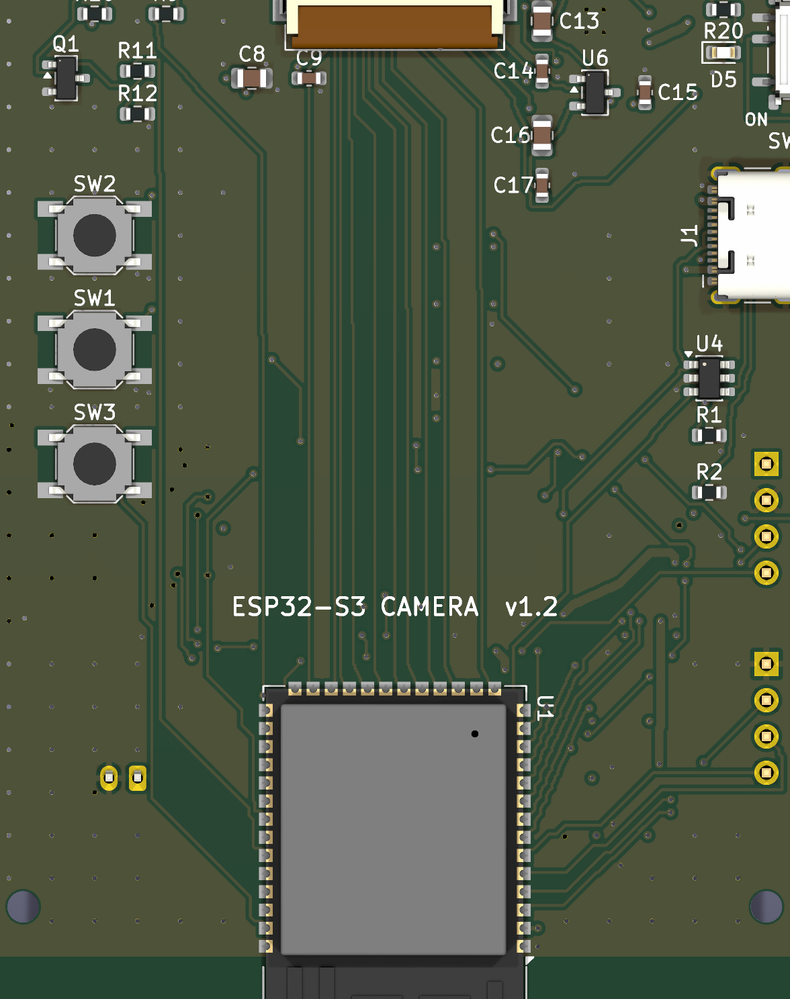 Q1
R11
R12
C8
C9
C13
C14
U6
C15
R20
D5
ON
C16
C17
SW2
J1
SW1
U4
R1
SW3
R2
ESP32-S3 CAMERA v1.2
U1